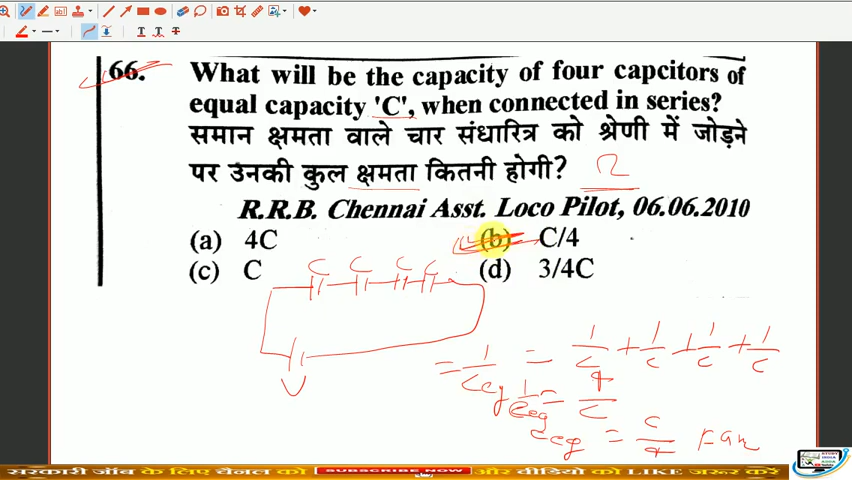 66. What will be the capacity of four capcitors of
equal capacity 'C', when connected in series?
समान क्षमता वाले चार संधारित्र को श्रेणी में जोड़ने
पर उनकी कुल क्षमता कितनी होगी?
R.R.B. Chennai Asst. Loco Pilot, 06.06.2010
(a) 4C (b) C/4
(c) C (d) 3/4C
C C C C
V
= 1/Ceq = 1/C + 1/C + 1/C + 1/C
1/Ceq = 4/C
Ceq = C/4
सरकारी जॉब के लिए चैनल को SUBSCRIBE NOW और वीडियो को LIKE जरूर करें